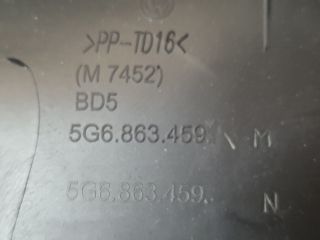 >PP-TD16<
(M 7452)
BD5
5G6.863.459. \ M
5G6.863.459. N